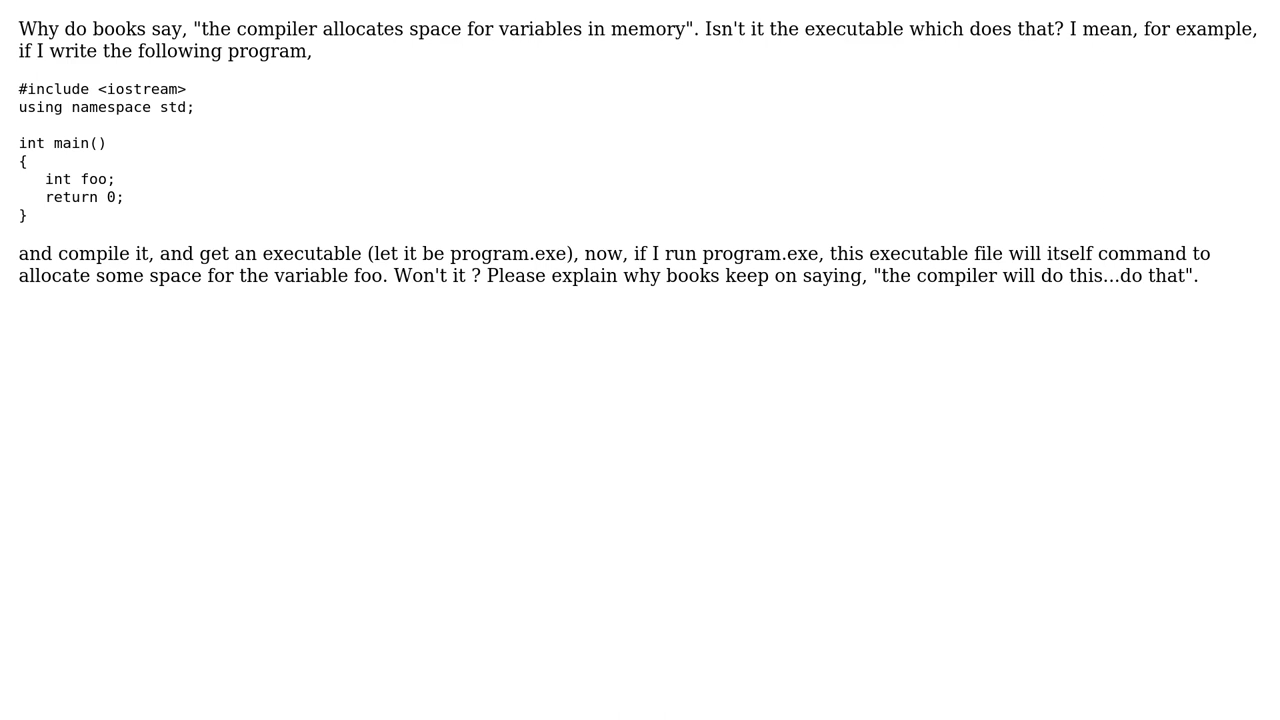 Why do books say, "the compiler allocates space for variables in memory". Isn't it the executable which does that? I mean, for example,
if I write the following program,
#include <iostream>
using namespace std;
int main()
{
   int foo;
   return 0;
}
and compile it, and get an executable (let it be program.exe), now, if I run program.exe, this executable file will itself command to
allocate some space for the variable foo. Won't it ? Please explain why books keep on saying, "the compiler will do this...do that".